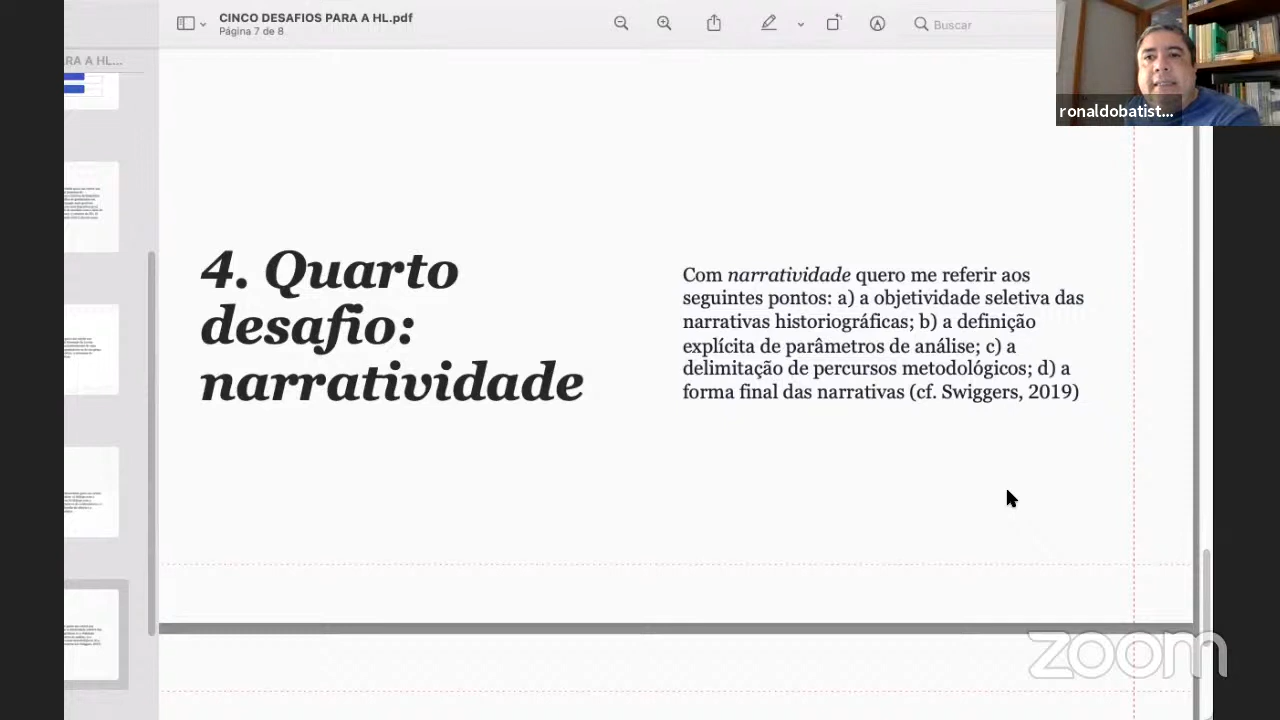 CINCO DESAFIOS PARA A HL.pdf
Página 7 de 8
Buscar
RA A HL...
ronaldobatist...
4. Quarto
desafio:
narratividade
Com narratividade quero me referir aos
seguintes pontos: a) a objetividade seletiva das
narrativas historiográficas; b) a definição
explícita de parâmetros de análise; c) a
delimitação de percursos metodológicos; d) a
forma final das narrativas (cf. Swiggers, 2019)
zoom